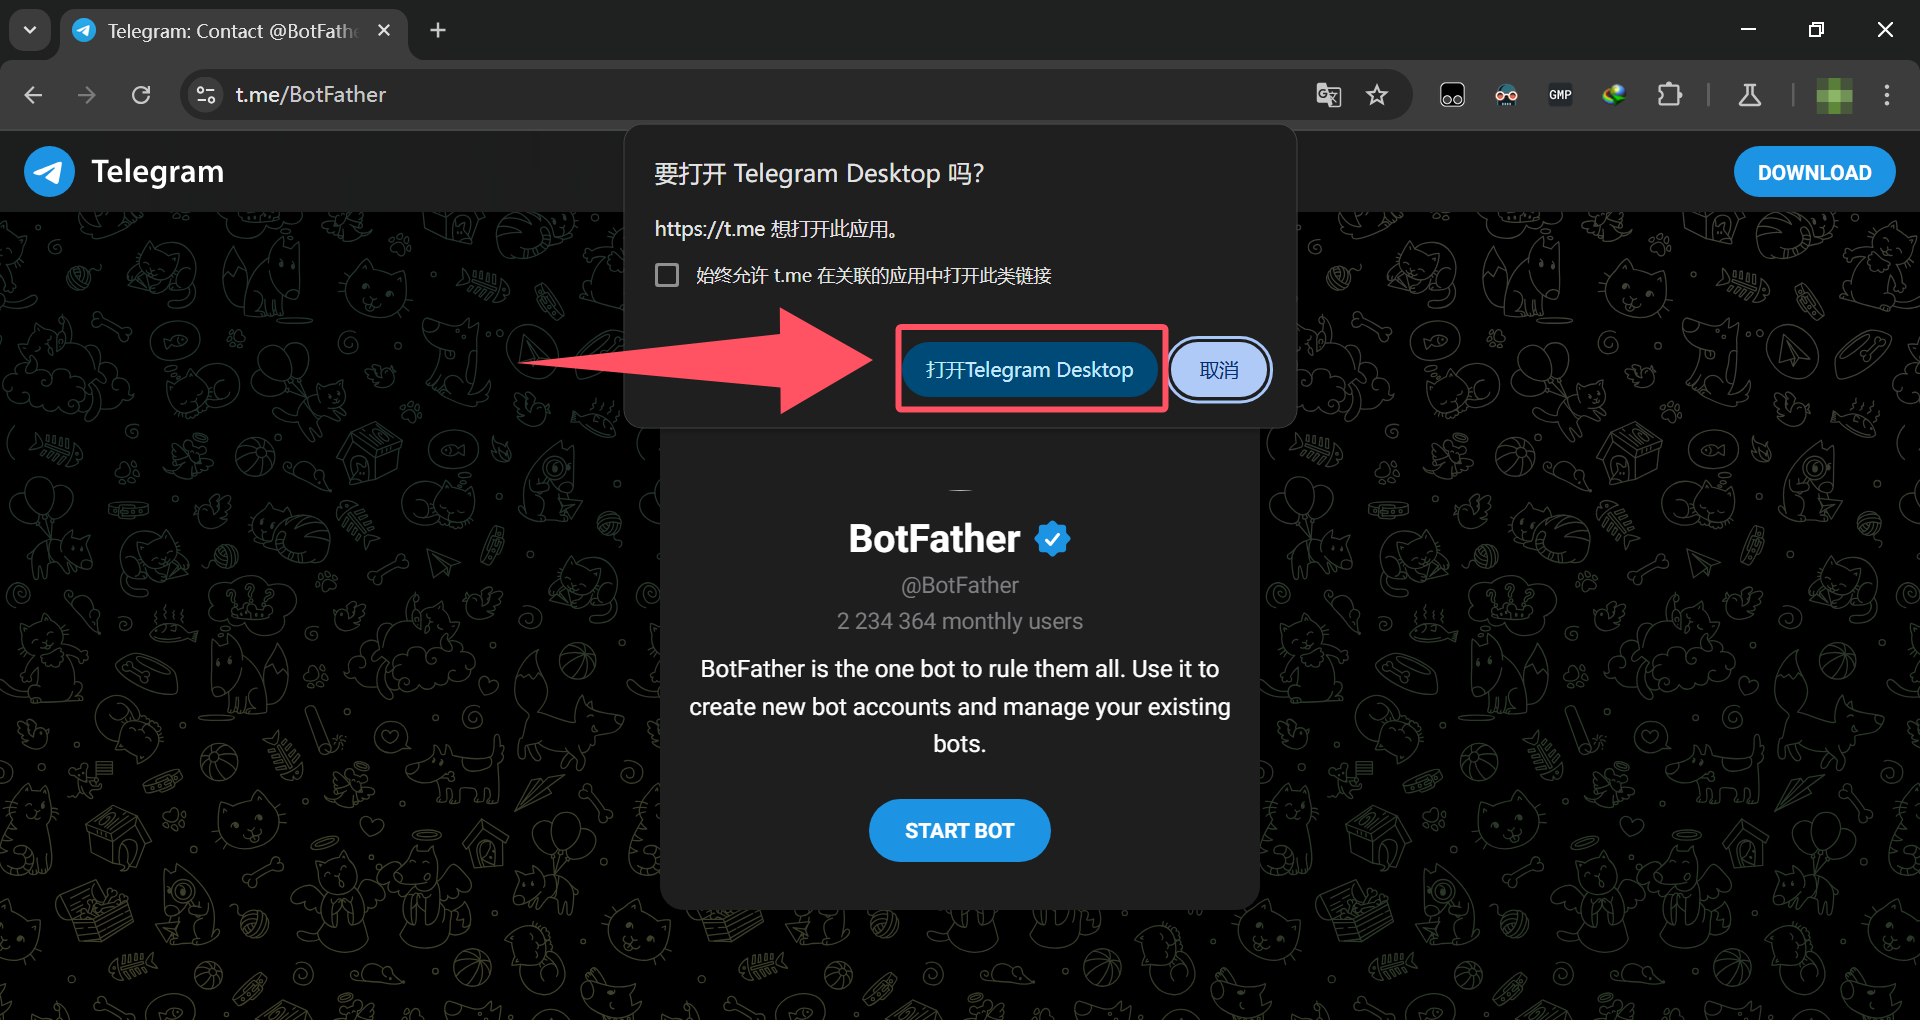 Telegram: Contact @BotFathe
t.me/BotFather
GMP
Telegram
DOWNLOAD
要打开 Telegram Desktop 吗？
https://t.me 想打开此应用。
始终允许 t.me 在关联的应用中打开此类链接
打开Telegram Desktop
取消
BotFather
@BotFather
2 234 364 monthly users
BotFather is the one bot to rule them all. Use it to
create new bot accounts and manage your existing
bots.
START BOT